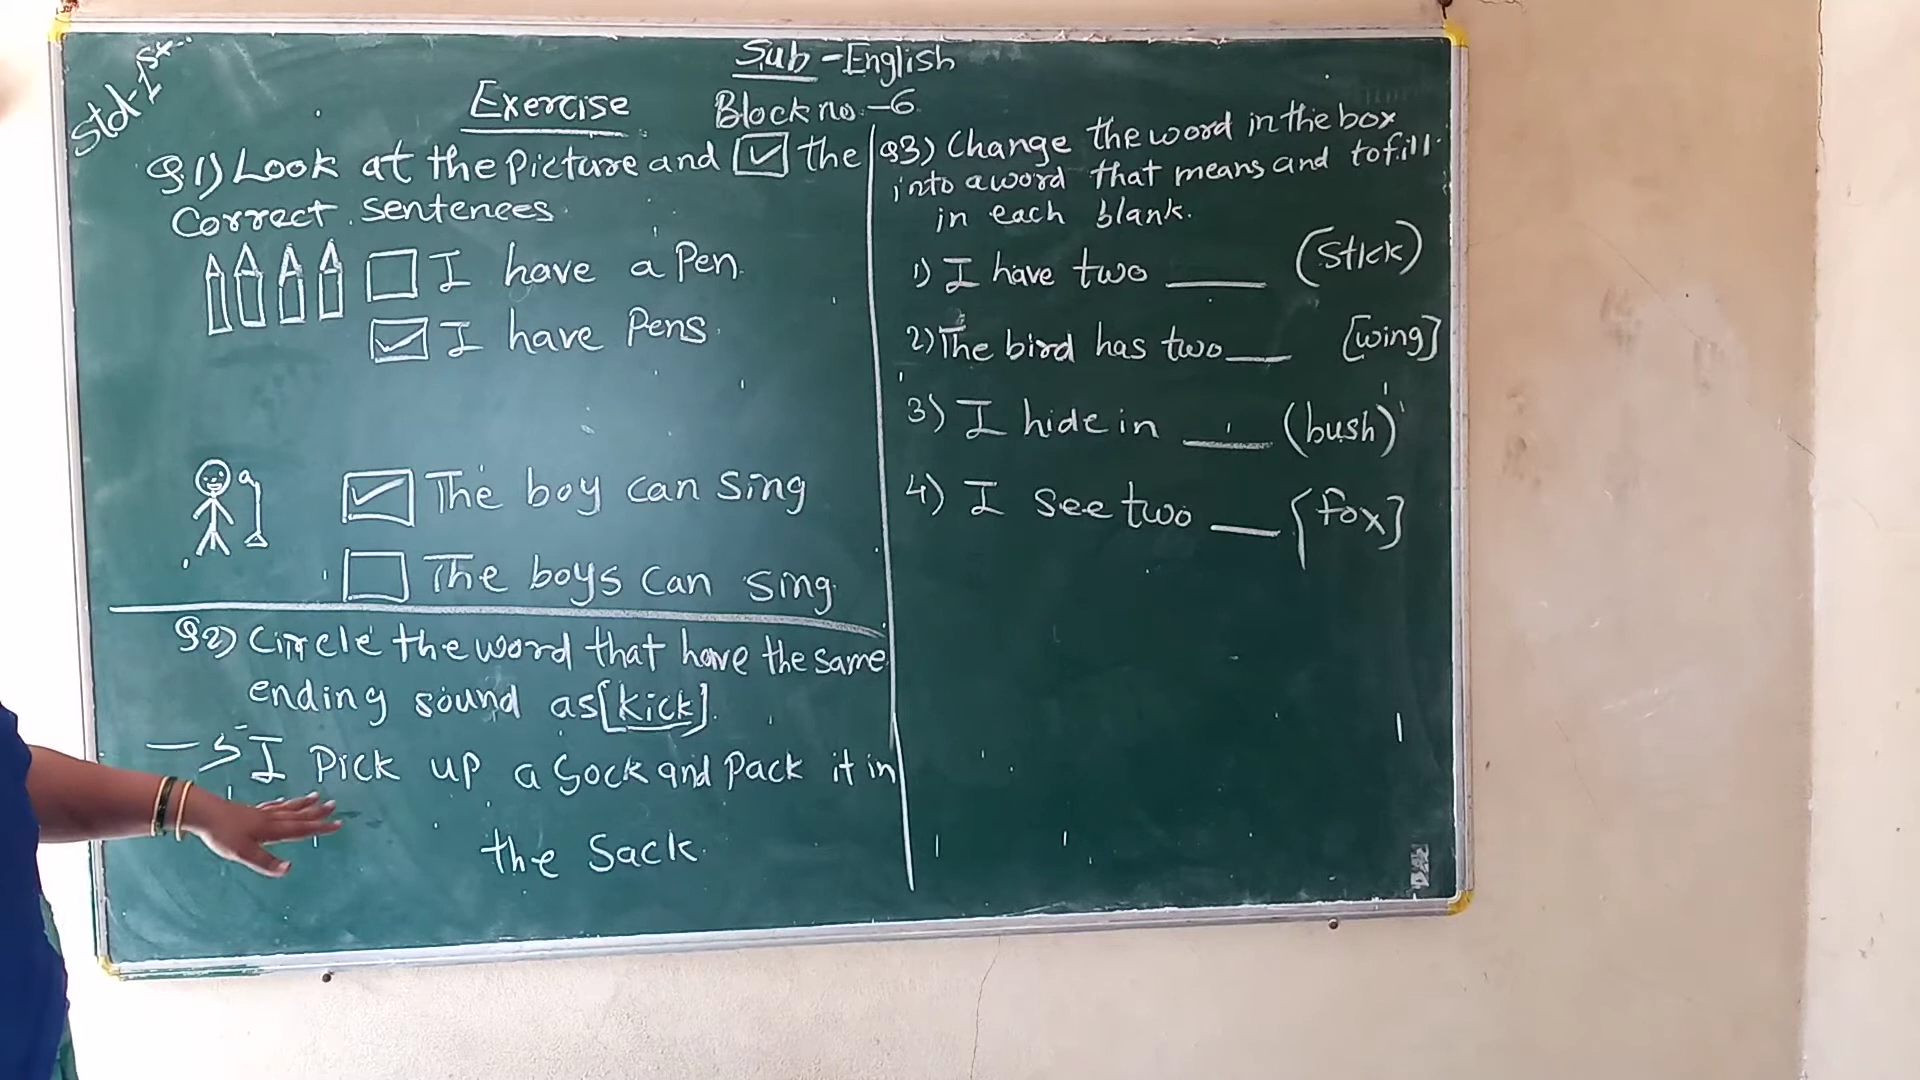 Std-1st
Sub - English
Exercise Block no - 6
Q.1) Look at the Picture and ✓ the
Correct sentences.
I have a Pen.
✓ I have Pens.
✓ The boy can sing
The boys can sing.
Q2) Circle the word that have the same
ending sound as [kick].
I Pick up a Sock and Pack it in
the Sack.
Q3) Change the word in the box
into a word that means and to fill
in each blank.
1) I have two ____ (Stick)
2) The bird has two ____ [wing]
3) I hide in ____ (bush)
4) I see two ____ [fox]